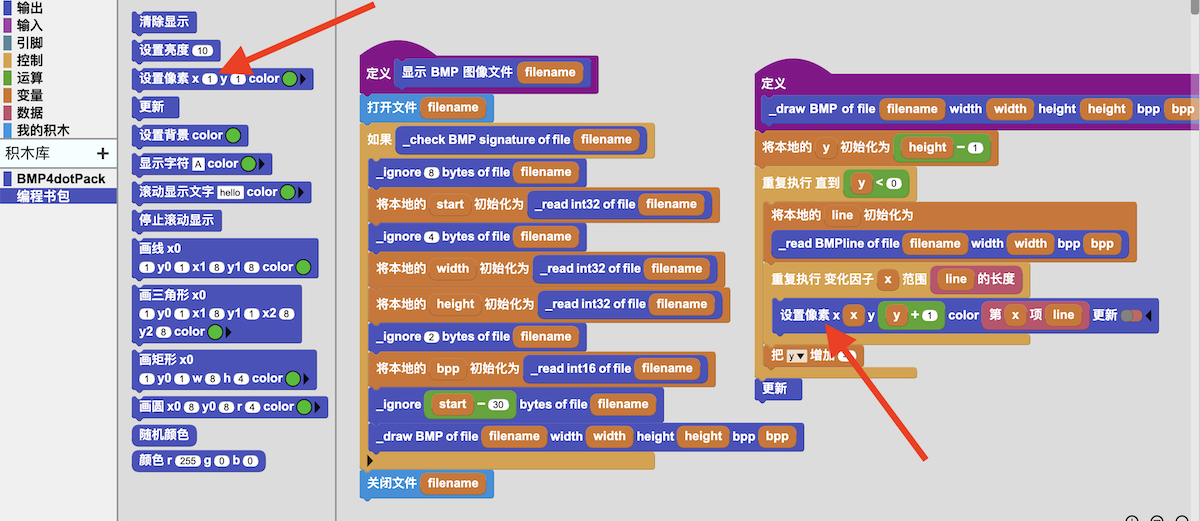 输出
输入
引脚
控制
运算
变量
数据
我的积木
积木库 +
BMP4dotPack
编程书包
清除显示
设置亮度 10
设置像素 x 1 y 1 color
更新
设置背景 color
显示字符 A color
滚动显示文字 hello color
停止滚动显示
画线 x0
1 y0 1 x1 8 y1 8 color
画三角形 x0
1 y0 1 x1 8 y1 1 x2 8
y2 8 color
画矩形 x0
1 y0 1 w 8 h 4 color
画圆 x0 8 y0 8 r 4 color
随机颜色
颜色 r 255 g 0 b 0
定义 显示 BMP 图像文件 filename
打开文件 filename
如果 _check BMP signature of file filename
_ignore 8 bytes of file filename
将本地的 start 初始化为 _read int32 of file filename
_ignore 4 bytes of file filename
将本地的 width 初始化为 _read int32 of file filename
将本地的 height 初始化为 _read int32 of file filename
_ignore 2 bytes of file filename
将本地的 bpp 初始化为 _read int16 of file filename
_ignore start − 30 bytes of file filename
_draw BMP of file filename width width height height bpp bpp
关闭文件 filename
定义
_draw BMP of file filename width width height height bpp bpp
将本地的 y 初始化为 height − 1
重复执行 直到 y < 0
将本地的 line 初始化为
_read BMPline of file filename width width bpp bpp
重复执行 变化因子 x 范围 line 的长度
设置像素 x x y y + 1 color 第 x 项 line 更新
把 y 增加
更新